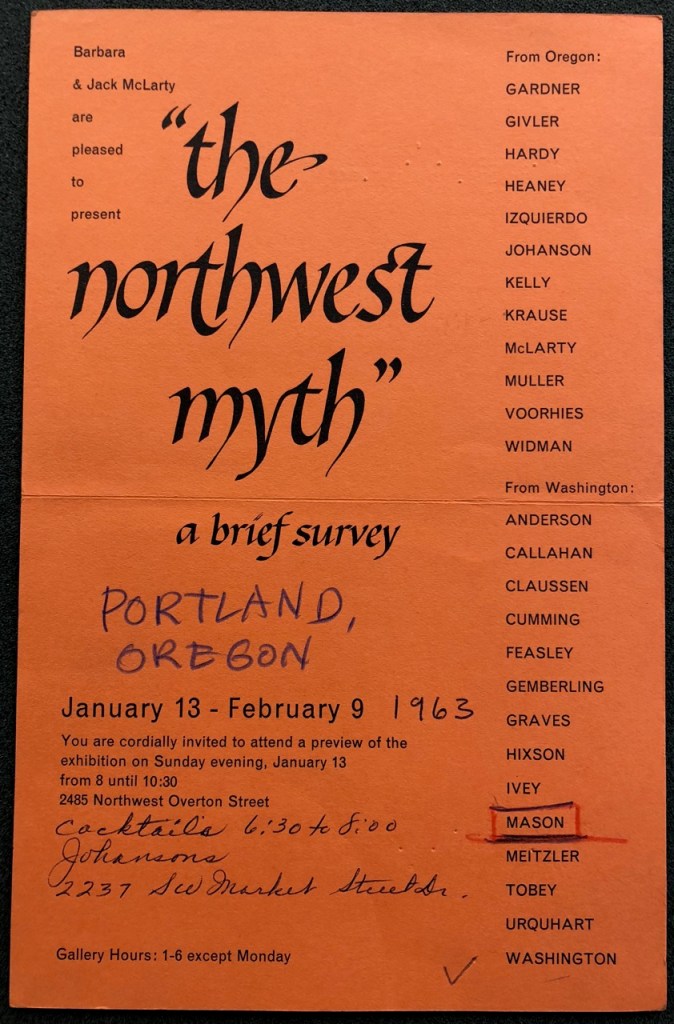 Barbara
& Jack McLarty
are
pleased
to
present
“the
northwest
myth”
a brief survey
PORTLAND,
OREGON
January 13 - February 9 1963
You are cordially invited to attend a preview of the
exhibition on Sunday evening, January 13
from 8 until 10:30
2485 Northwest Overton Street
cocktails 6:30 to 8:00
Johansons
2237 SW Market Street Dr.
Gallery Hours: 1-6 except Monday
From Oregon:
GARDNER
GIVLER
HARDY
HEANEY
IZQUIERDO
JOHANSON
KELLY
KRAUSE
McLARTY
MULLER
VOORHIES
WIDMAN
From Washington:
ANDERSON
CALLAHAN
CLAUSSEN
CUMMING
FEASLEY
GEMBERLING
GRAVES
HIXSON
IVEY
MASON
MEITZLER
TOBEY
URQUHART
WASHINGTON